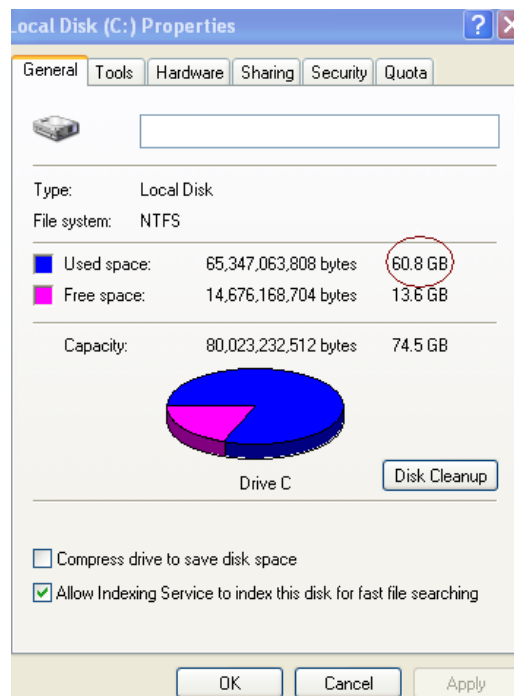 Local Disk (C:) Properties
General Tools Hardware Sharing Security Quota
Type: Local Disk
File system: NTFS
Used space: 65,347,063,808 bytes 60.8 GB
Free space: 14,676,168,704 bytes 13.6 GB
Capacity: 80,023,232,512 bytes 74.5 GB
Drive C
Disk Cleanup
Compress drive to save disk space
Allow Indexing Service to index this disk for fast file searching
OK Cancel Apply